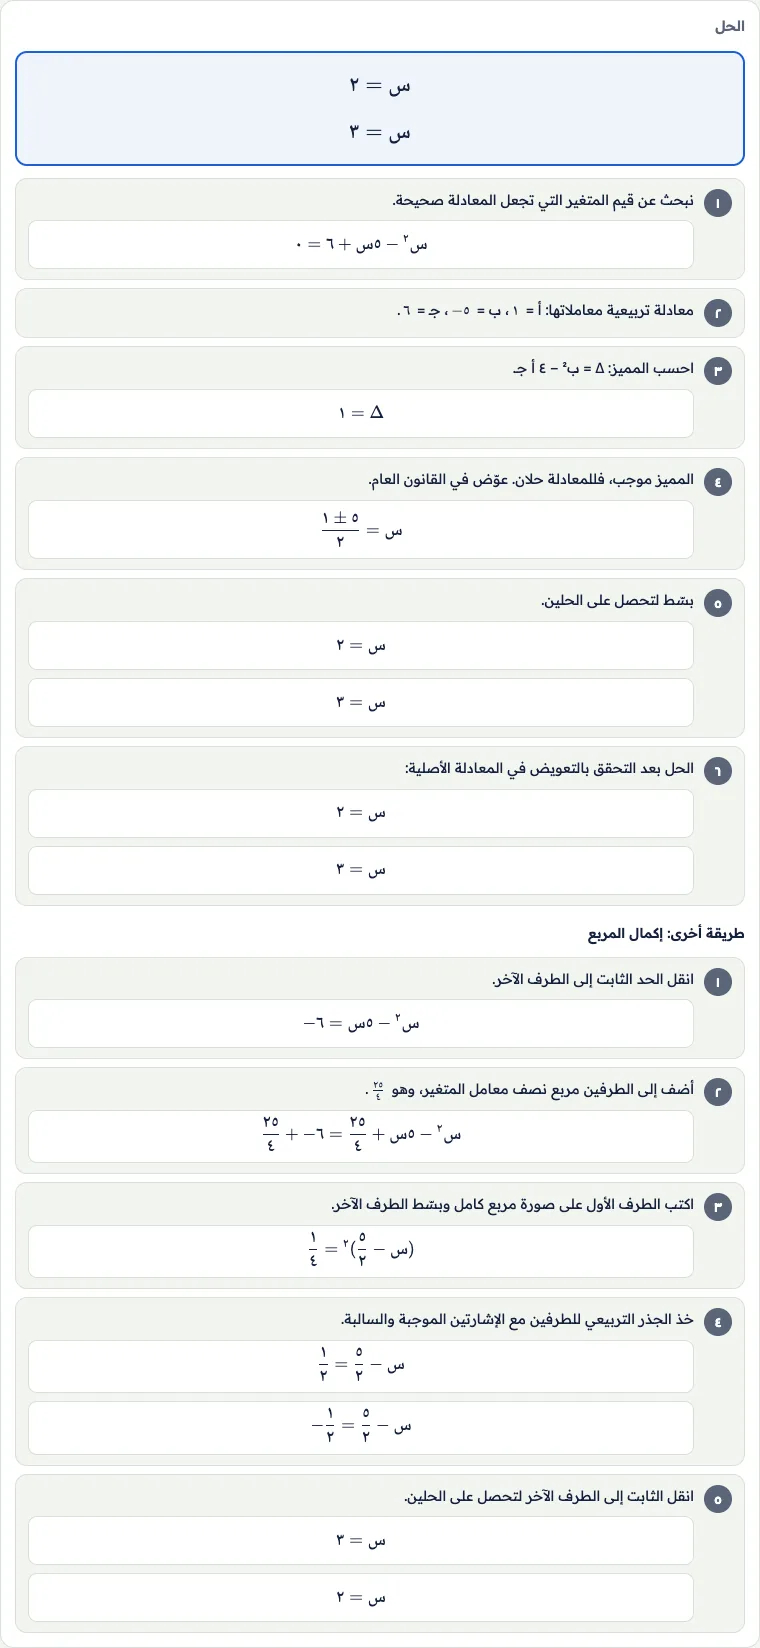 الحل
س = ٢
س = ٣
١ نبحث عن قيم المتغير التي تجعل المعادلة صحيحة.
س² − ٥س + ٦ = ٠
٢ معادلة تربيعية معاملاتها: أ = ١، ب = −٥، جـ = ٦.
٣ احسب المميز: Δ = ب² − ٤ أ جـ
Δ = ١
٤ المميز موجب، فللمعادلة حلان. عوّض في القانون العام.
س = (٥ ± ١)/٢
٥ بسّط لتحصل على الحلين.
س = ٢
س = ٣
٦ الحل بعد التحقق بالتعويض في المعادلة الأصلية:
س = ٢
س = ٣
طريقة أخرى: إكمال المربع
١ انقل الحد الثابت إلى الطرف الآخر.
س² − ٥س = −٦
٢ أضف إلى الطرفين مربع نصف معامل المتغير، وهو ٢٥/٤.
س² − ٥س + ٢٥/٤ = −٦ + ٢٥/٤
٣ اكتب الطرف الأول على صورة مربع كامل وبسّط الطرف الآخر.
(س − ٥/٢)² = ١/٤
٤ خذ الجذر التربيعي للطرفين مع الإشارتين الموجبة والسالبة.
س − ٥/٢ = ١/٢
س − ٥/٢ = −١/٢
٥ انقل الثابت إلى الطرف الآخر لتحصل على الحلين.
س = ٣
س = ٢